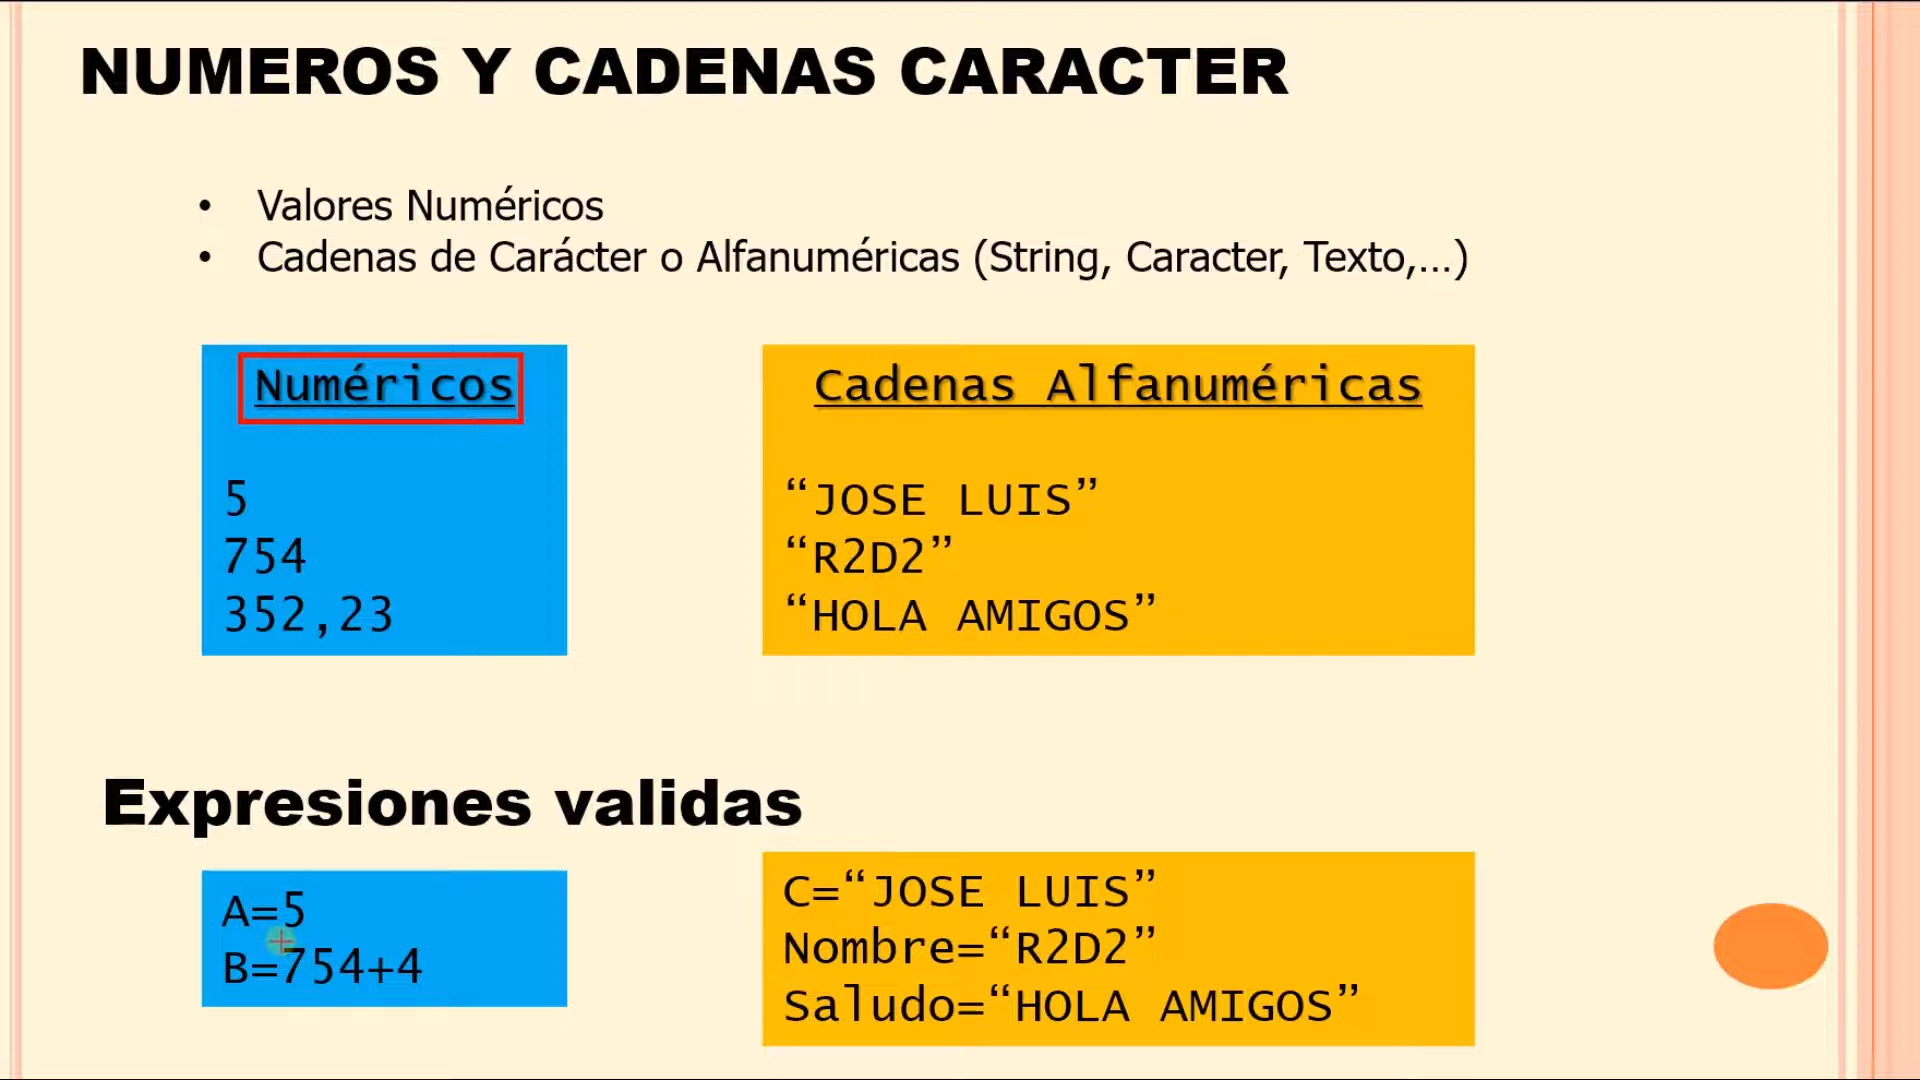 NUMEROS Y CADENAS CARACTER
• Valores Numéricos
• Cadenas de Carácter o Alfanuméricas (String, Caracter, Texto,...)
Numéricos
5
754
352,23
Cadenas Alfanuméricas
“JOSE LUIS”
“R2D2”
“HOLA AMIGOS”
Expresiones validas
A=5
B=754+4
C=“JOSE LUIS”
Nombre=“R2D2”
Saludo=“HOLA AMIGOS”